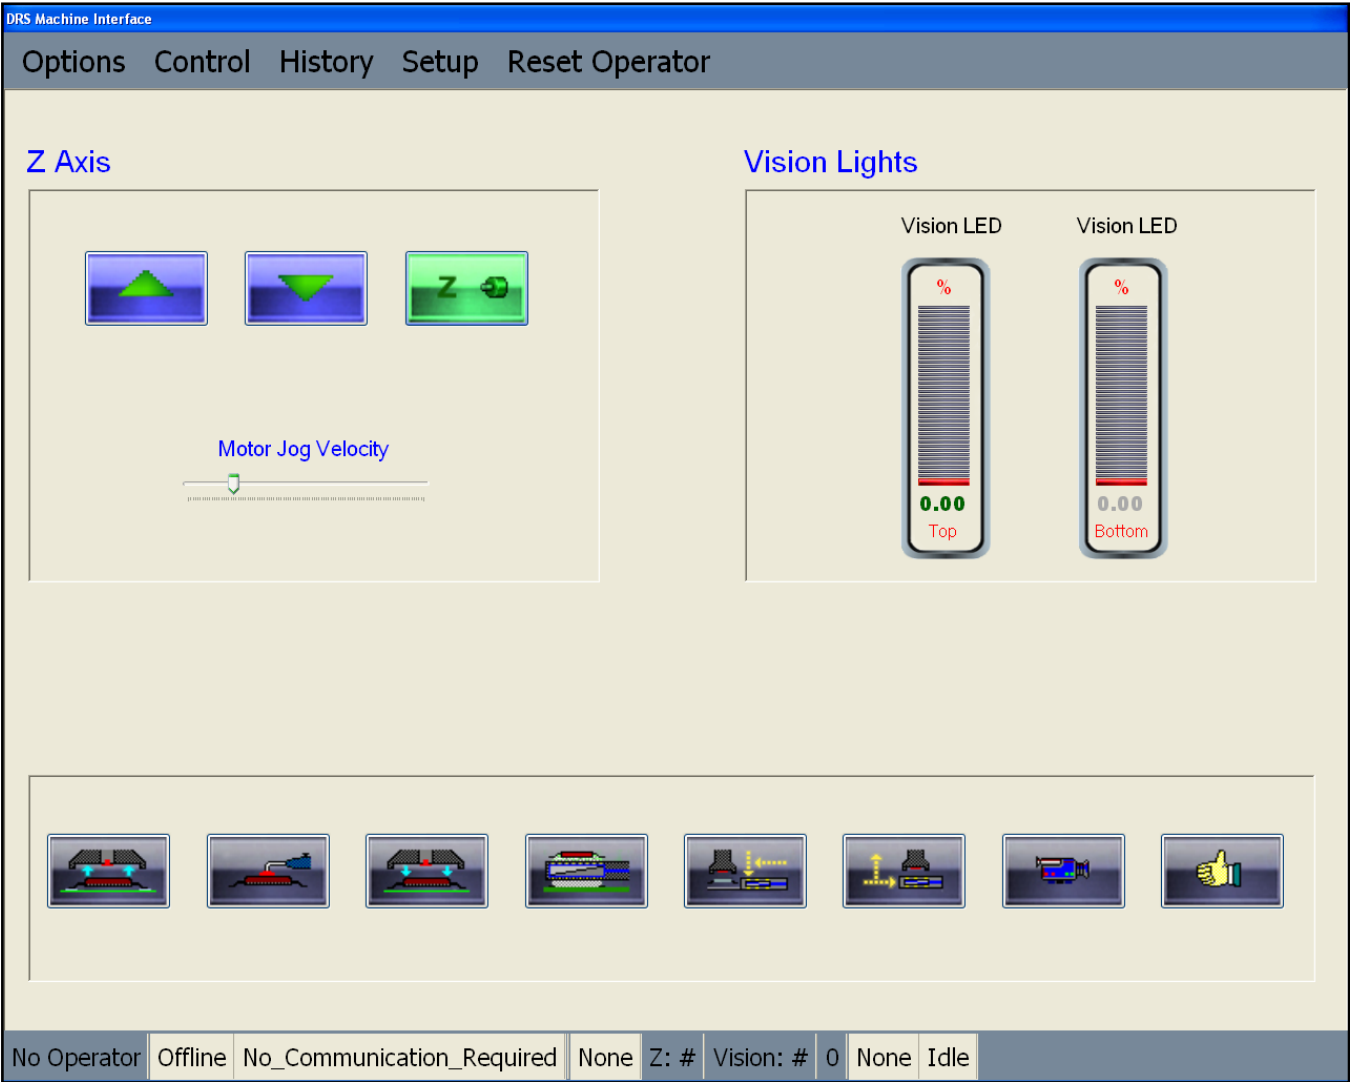 DRS Machine Interface
Options Control History Setup Reset Operator
Z Axis
Vision Lights
Vision LED Vision LED
% %
Z
Motor Jog Velocity
0.00 0.00
Top Bottom
No Operator Offline No_Communication_Required None Z: # Vision: # 0 None Idle